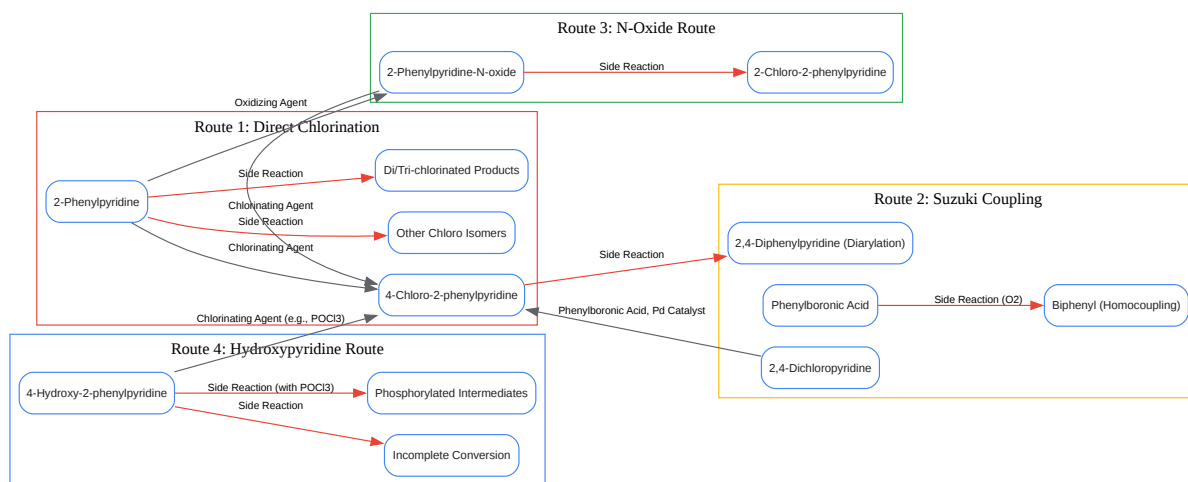 Route 3: N-Oxide Route
2-Phenylpyridine-N-oxide
Side Reaction
2-Chloro-2-phenylpyridine
Oxidizing Agent
Route 1: Direct Chlorination
2-Phenylpyridine
Side Reaction
Di/Tri-chlorinated Products
Chlorinating Agent
Side Reaction
Other Chloro Isomers
Chlorinating Agent
4-Chloro-2-phenylpyridine
Side Reaction
Route 2: Suzuki Coupling
2,4-Diphenylpyridine (Diarylation)
Phenylboronic Acid
Side Reaction (O2)
Biphenyl (Homocoupling)
Phenylboronic Acid, Pd Catalyst
2,4-Dichloropyridine
Chlorinating Agent (e.g., POCl3)
Route 4: Hydroxypyridine Route
4-Hydroxy-2-phenylpyridine
Side Reaction (with POCl3)
Phosphorylated Intermediates
Side Reaction
Incomplete Conversion